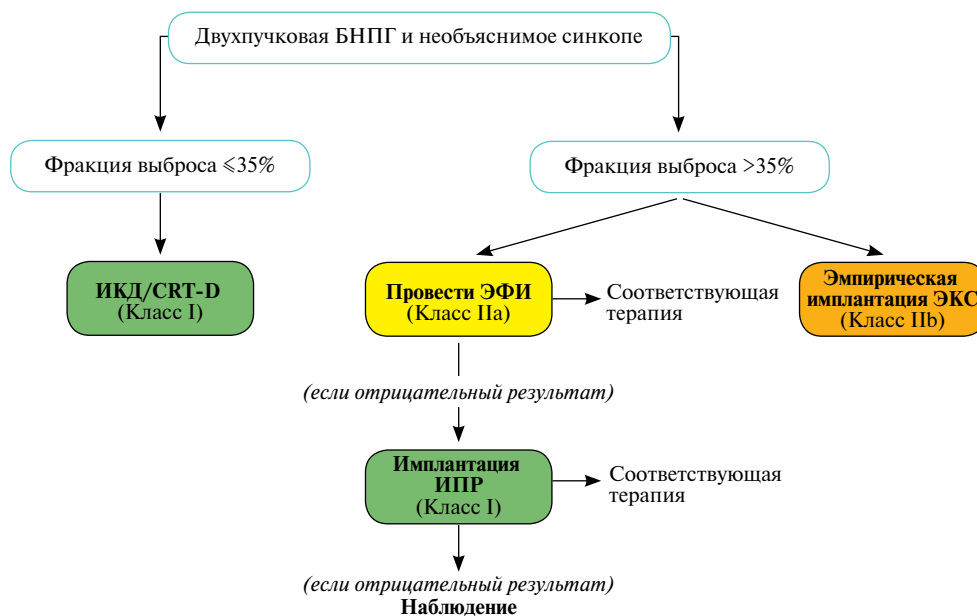 Двухпучковая БНПГ и необъяснимое синкопе
Фракция выброса ⩽35%
Фракция выброса >35%
ИКД/CRT-D
(Класс I)
Провести ЭФИ
(Класс IIa)
Соответствующая
терапия
Эмпирическая
имплантация ЭКС
(Класс IIb)
(если отрицательный результат)
Имплантация
ИПР
(Класс I)
Соответствующая
терапия
(если отрицательный результат)
Наблюдение